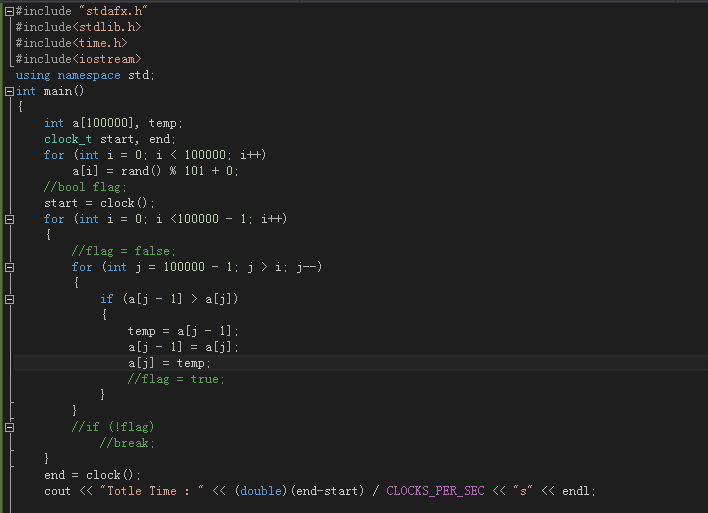 #include "stdafx.h"
#include<stdlib.h>
#include<time.h>
#include<iostream>
using namespace std;
int main()
{
    int a[100000], temp;
    clock_t start, end;
    for (int i = 0; i < 100000; i++)
        a[i] = rand() % 101 + 0;
    //bool flag;
    start = clock();
    for (int i = 0; i <100000 - 1; i++)
    {
        //flag = false;
        for (int j = 100000 - 1; j > i; j--)
        {
            if (a[j - 1] > a[j])
            {
                temp = a[j - 1];
                a[j - 1] = a[j];
                a[j] = temp;
                //flag = true;
            }
        }
        //if (!flag)
            //break;
    }
    end = clock();
    cout << "Totle Time : " << (double)(end-start) / CLOCKS_PER_SEC << "s" << endl;